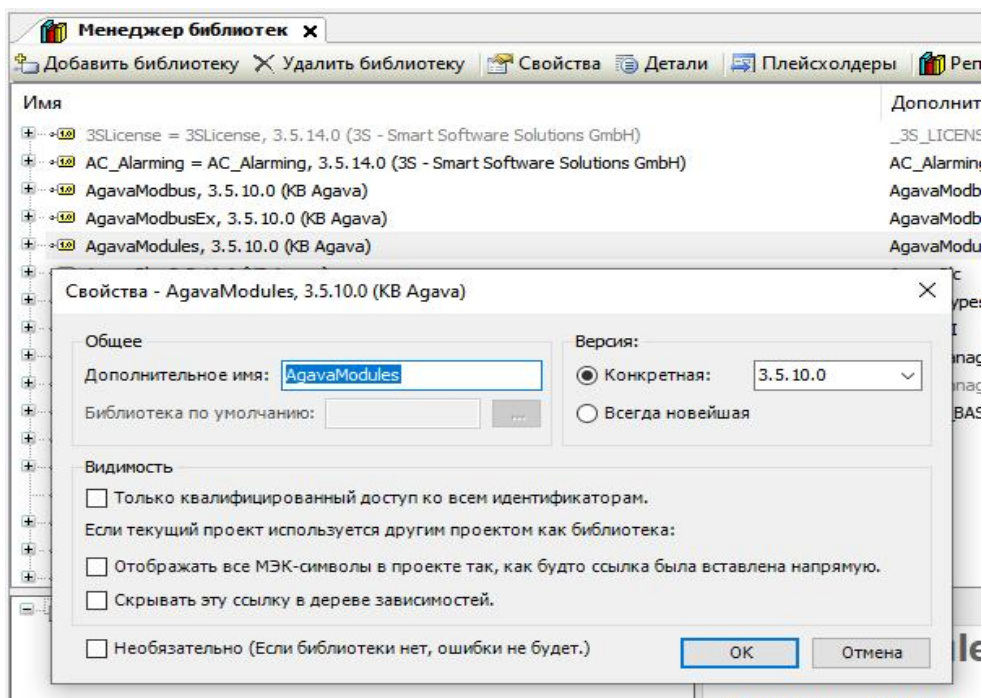 Менеджер библиотек
Добавить библиотеку Удалить библиотеку Свойства Детали Плейсхолдеры Реп
Имя Дополнит
3SLicense = 3SLicense, 3.5.14.0 (3S - Smart Software Solutions GmbH) _3S_LICENS
AC_Alarming = AC_Alarming, 3.5.14.0 (3S - Smart Software Solutions GmbH) AC_Alarming
AgavaModbus, 3.5.10.0 (KB Agava) AgavaModb
AgavaModbusEx, 3.5.10.0 (KB Agava) AgavaModb
AgavaModules, 3.5.10.0 (KB Agava) AgavaModu
Свойства - AgavaModules, 3.5.10.0 (KB Agava)
Общее
Дополнительное имя: AgavaModules
Библиотека по умолчанию: ...
Версия:
Конкретная: 3.5.10.0
Всегда новейшая
Видимость
Только квалифицированный доступ ко всем идентификаторам.
Если текущий проект используется другим проектом как библиотека:
Отображать все МЭК-символы в проекте так, как будто ссылка была вставлена напрямую.
Скрывать эту ссылку в дереве зависимостей.
Необязательно (Если библиотеки нет, ошибки не будет.)
OK Отмена